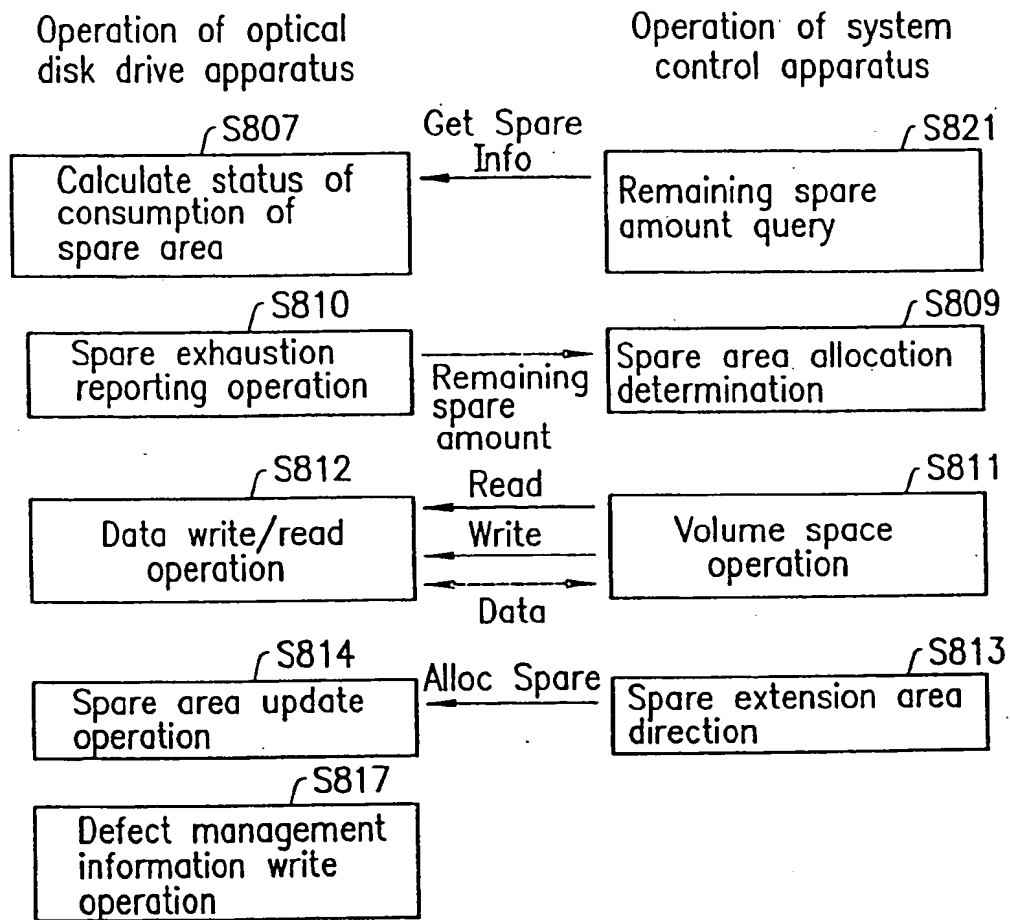 Operation of optical
disk drive apparatus
Operation of system
control apparatus
S807
Calculate status of
consumption of
spare area
Get Spare
Info
S821
Remaining spare
amount query
S810
Spare exhaustion
reporting operation
Remaining
spare
amount
S809
Spare area allocation
determination
S812
Data write/read
operation
Read
Write
Data
S811
Volume space
operation
S814
Spare area update
operation
Alloc Spare
S813
Spare extension area
direction
S817
Defect management
information write
operation